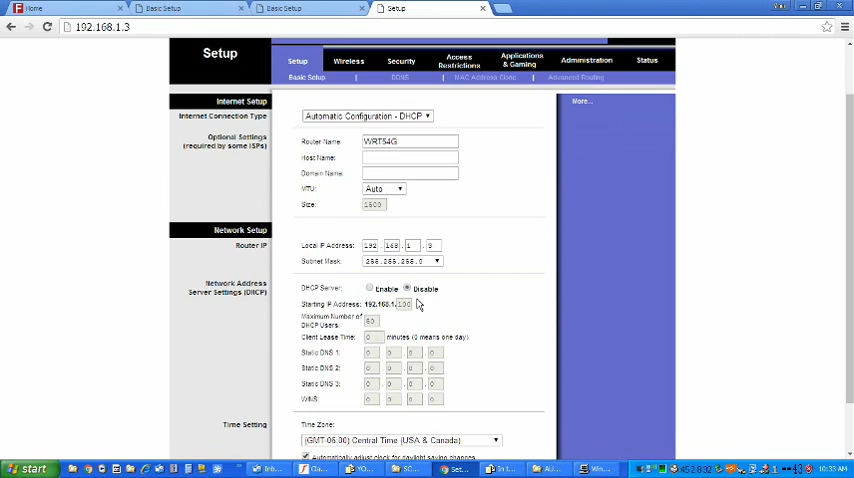 Home
Basic Setup
Basic Setup
Setup
192.168.1.3
Setup
Setup
Wireless
Security
Access Restrictions
Applications & Gaming
Administration
Status
Basic Setup
DDNS
MAC Address Clone
Advanced Routing
Internet Setup
Internet Connection Type
Automatic Configuration - DHCP
More...
Optional Settings
(required by some ISPs)
Router Name: WRT54G
Host Name:
Domain Name:
MTU: Auto
Size: 1500
Network Setup
Router IP
Local IP Address: 192 . 168 . 1 . 3
Subnet Mask: 255.255.255.0
Network Address
Server Settings (DHCP)
DHCP Server: Enable Disable
Starting IP Address: 192.168.1. 100
Maximum Number of
DHCP Users: 50
Client Lease Time: 0 minutes (0 means one day)
Static DNS 1: 0 . 0 . 0 . 0
Static DNS 2: 0 . 0 . 0 . 0
Static DNS 3: 0 . 0 . 0 . 0
WINS: 0 . 0 . 0 . 0
Time Setting
Time Zone:
(GMT-06:00) Central Time (USA & Canada)
Automatically adjust clock for daylight saving changes
start
Inb...
YO...
SC...
Set...
In t...
AU...
Win...
10:33 AM